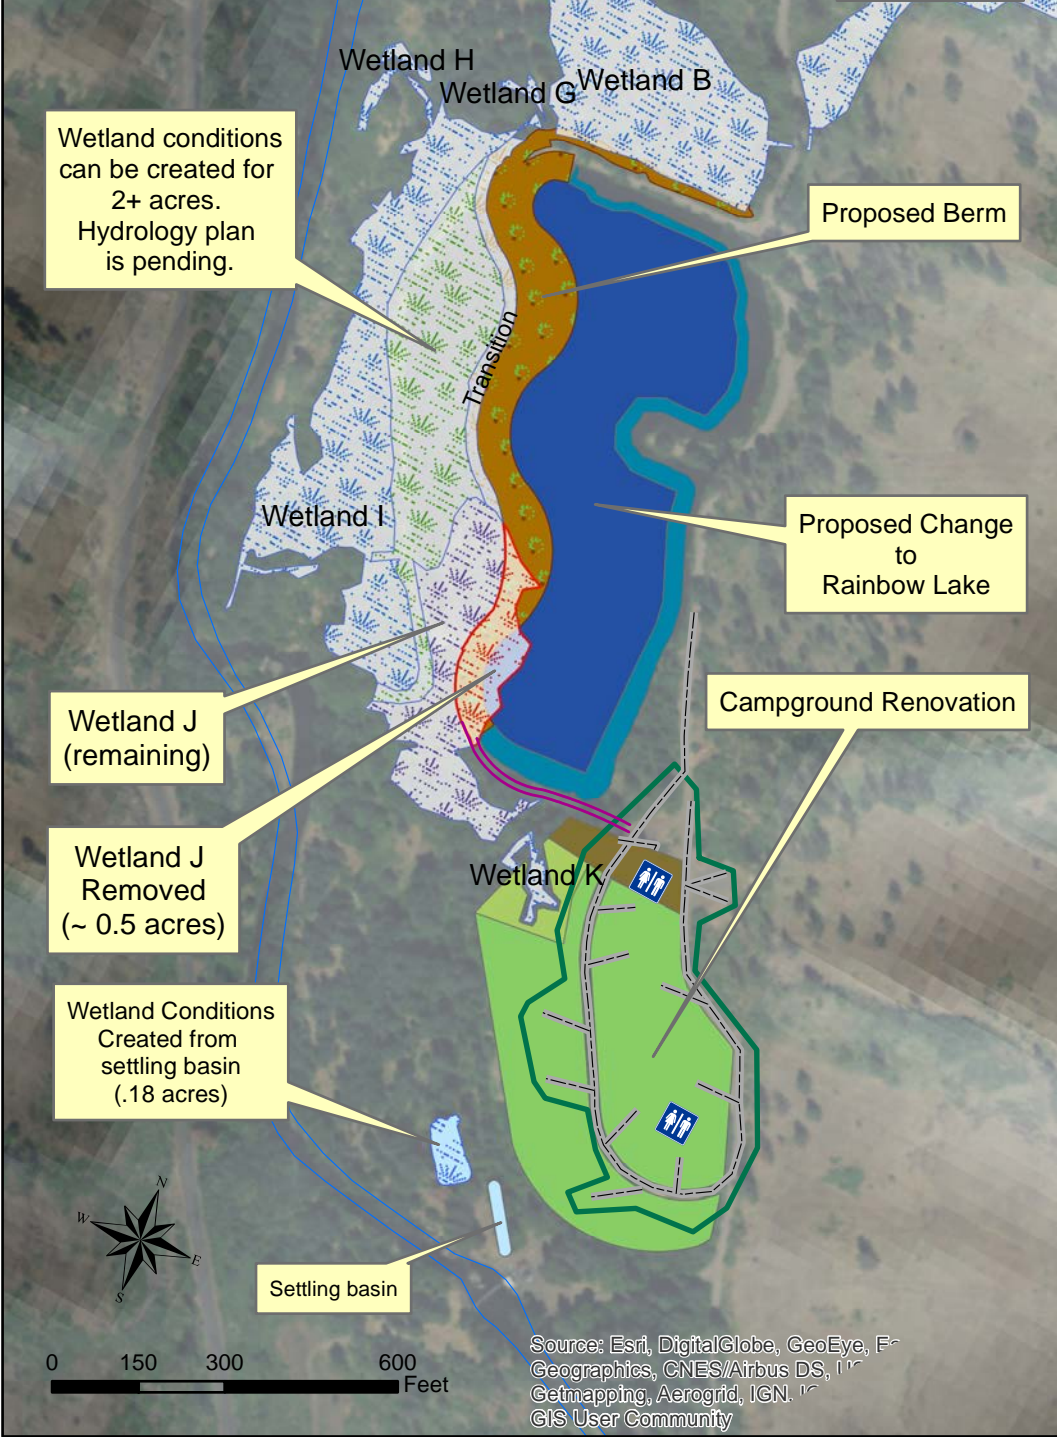 Wetland H
Wetland G
Wetland B
Wetland conditions
can be created for
2+ acres.
Hydrology plan
is pending.
Proposed Berm
Transition
Wetland I
Proposed Change
to
Rainbow Lake
Wetland J
(remaining)
Campground Renovation
Wetland J
Removed
(~ 0.5 acres)
Wetland K
Wetland Conditions
Created from
settling basin
(.18 acres)
N
W
E
S
Settling basin
0 150 300 600
Feet
Source: Esri, DigitalGlobe, GeoEye,
Geographics, CNES/Airbus DS,
Getmapping, Aerogrid, IGN,
GIS User Community